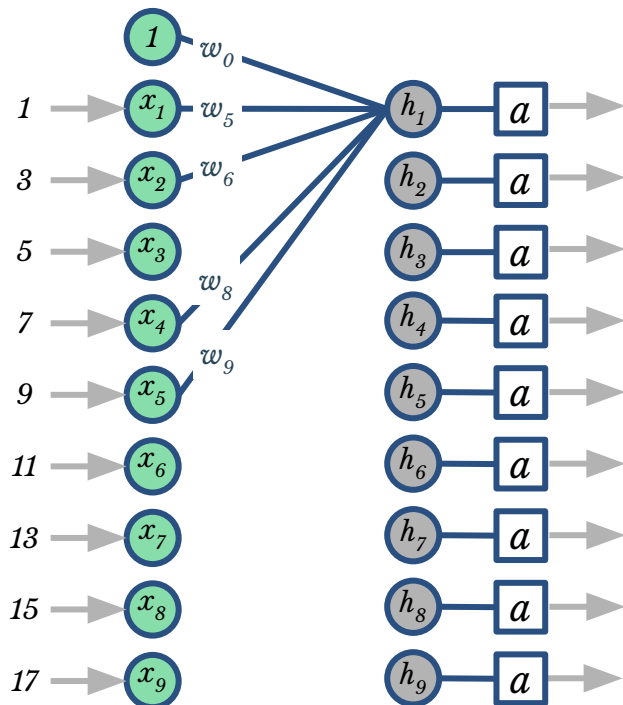 1 w₀
1 x₁ w₅ h₁ a
3 x₂ w₆ h₂ a
5 x₃ h₃ a
w₈
7 x₄ h₄ a
w₉
9 x₅ h₅ a
11 x₆ h₆ a
13 x₇ h₇ a
15 x₈ h₈ a
17 x₉ h₉ a